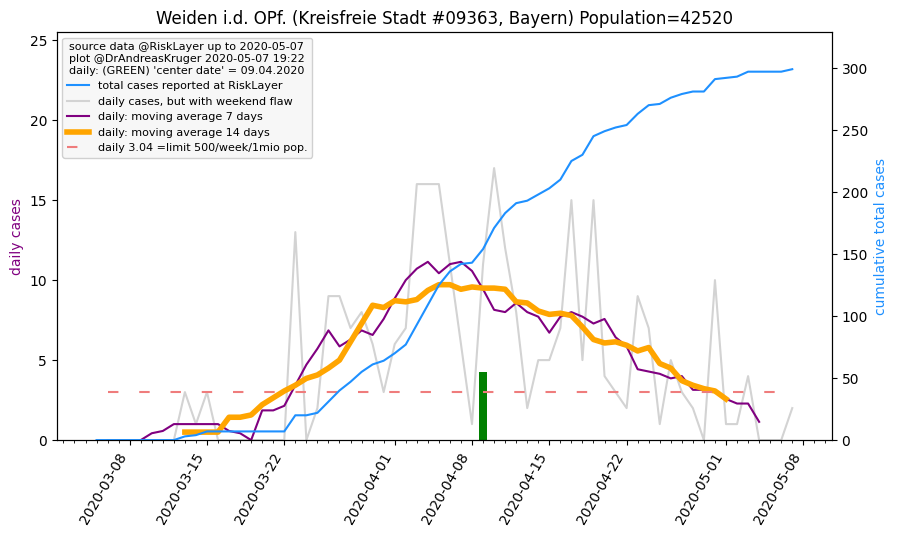 Weiden i.d. OPf. (Kreisfreie Stadt #09363, Bayern) Population=42520
source data @RiskLayer up to 2020-05-07
plot @DrAndreasKruger 2020-05-07 19:22
daily: (GREEN) 'center date' = 09.04.2020
total cases reported at RiskLayer
daily cases, but with weekend flaw
daily: moving average 7 days
daily: moving average 14 days
daily 3.04 =limit 500/week/1mio pop.
daily cases
25
20
15
10
5
0
cumulative total cases
300
250
200
150
100
50
0
2020-03-08
2020-03-15
2020-03-22
2020-04-01
2020-04-08
2020-04-15
2020-04-22
2020-05-01
2020-05-08